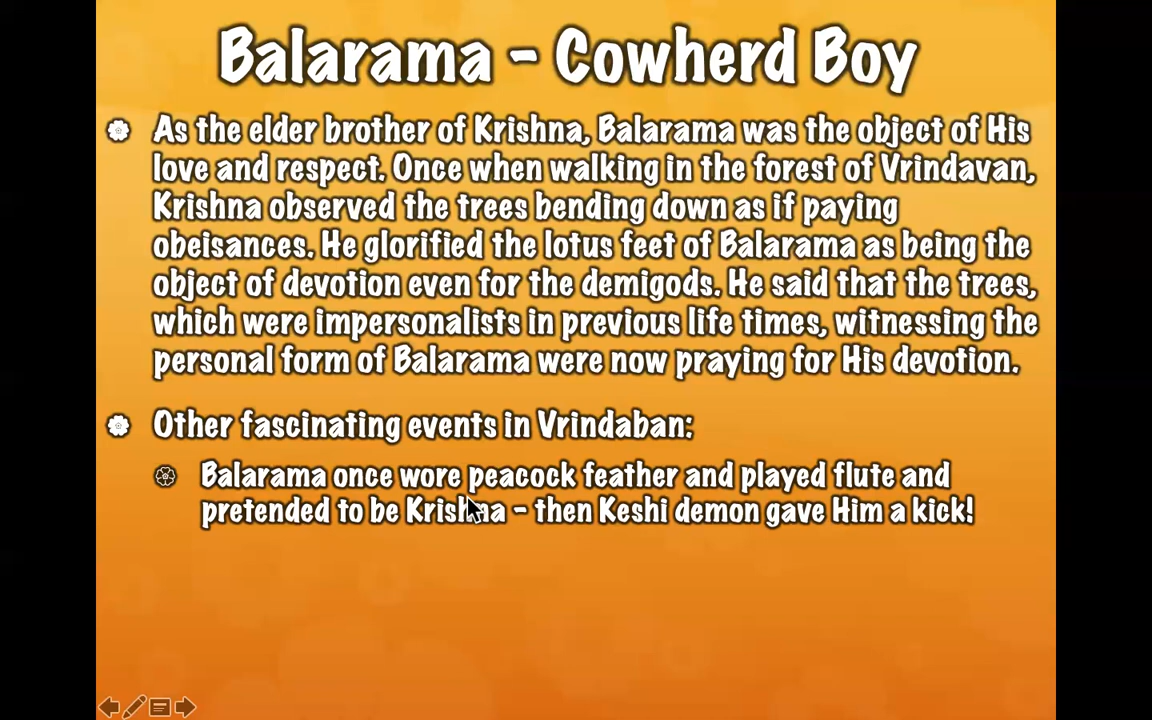 Balarama - Cowherd Boy
As the elder brother of Krishna, Balarama was the object of His
love and respect. Once when walking in the forest of Vrindavan,
Krishna observed the trees bending down as if paying
obeisances. He glorified the lotus feet of Balarama as being the
object of devotion even for the demigods. He said that the trees,
which were impersonalists in previous life times, witnessing the
personal form of Balarama were now praying for His devotion.
Other fascinating events in Vrindaban:
Balarama once wore peacock feather and played flute and
pretended to be Krishna - then Keshi demon gave Him a kick!